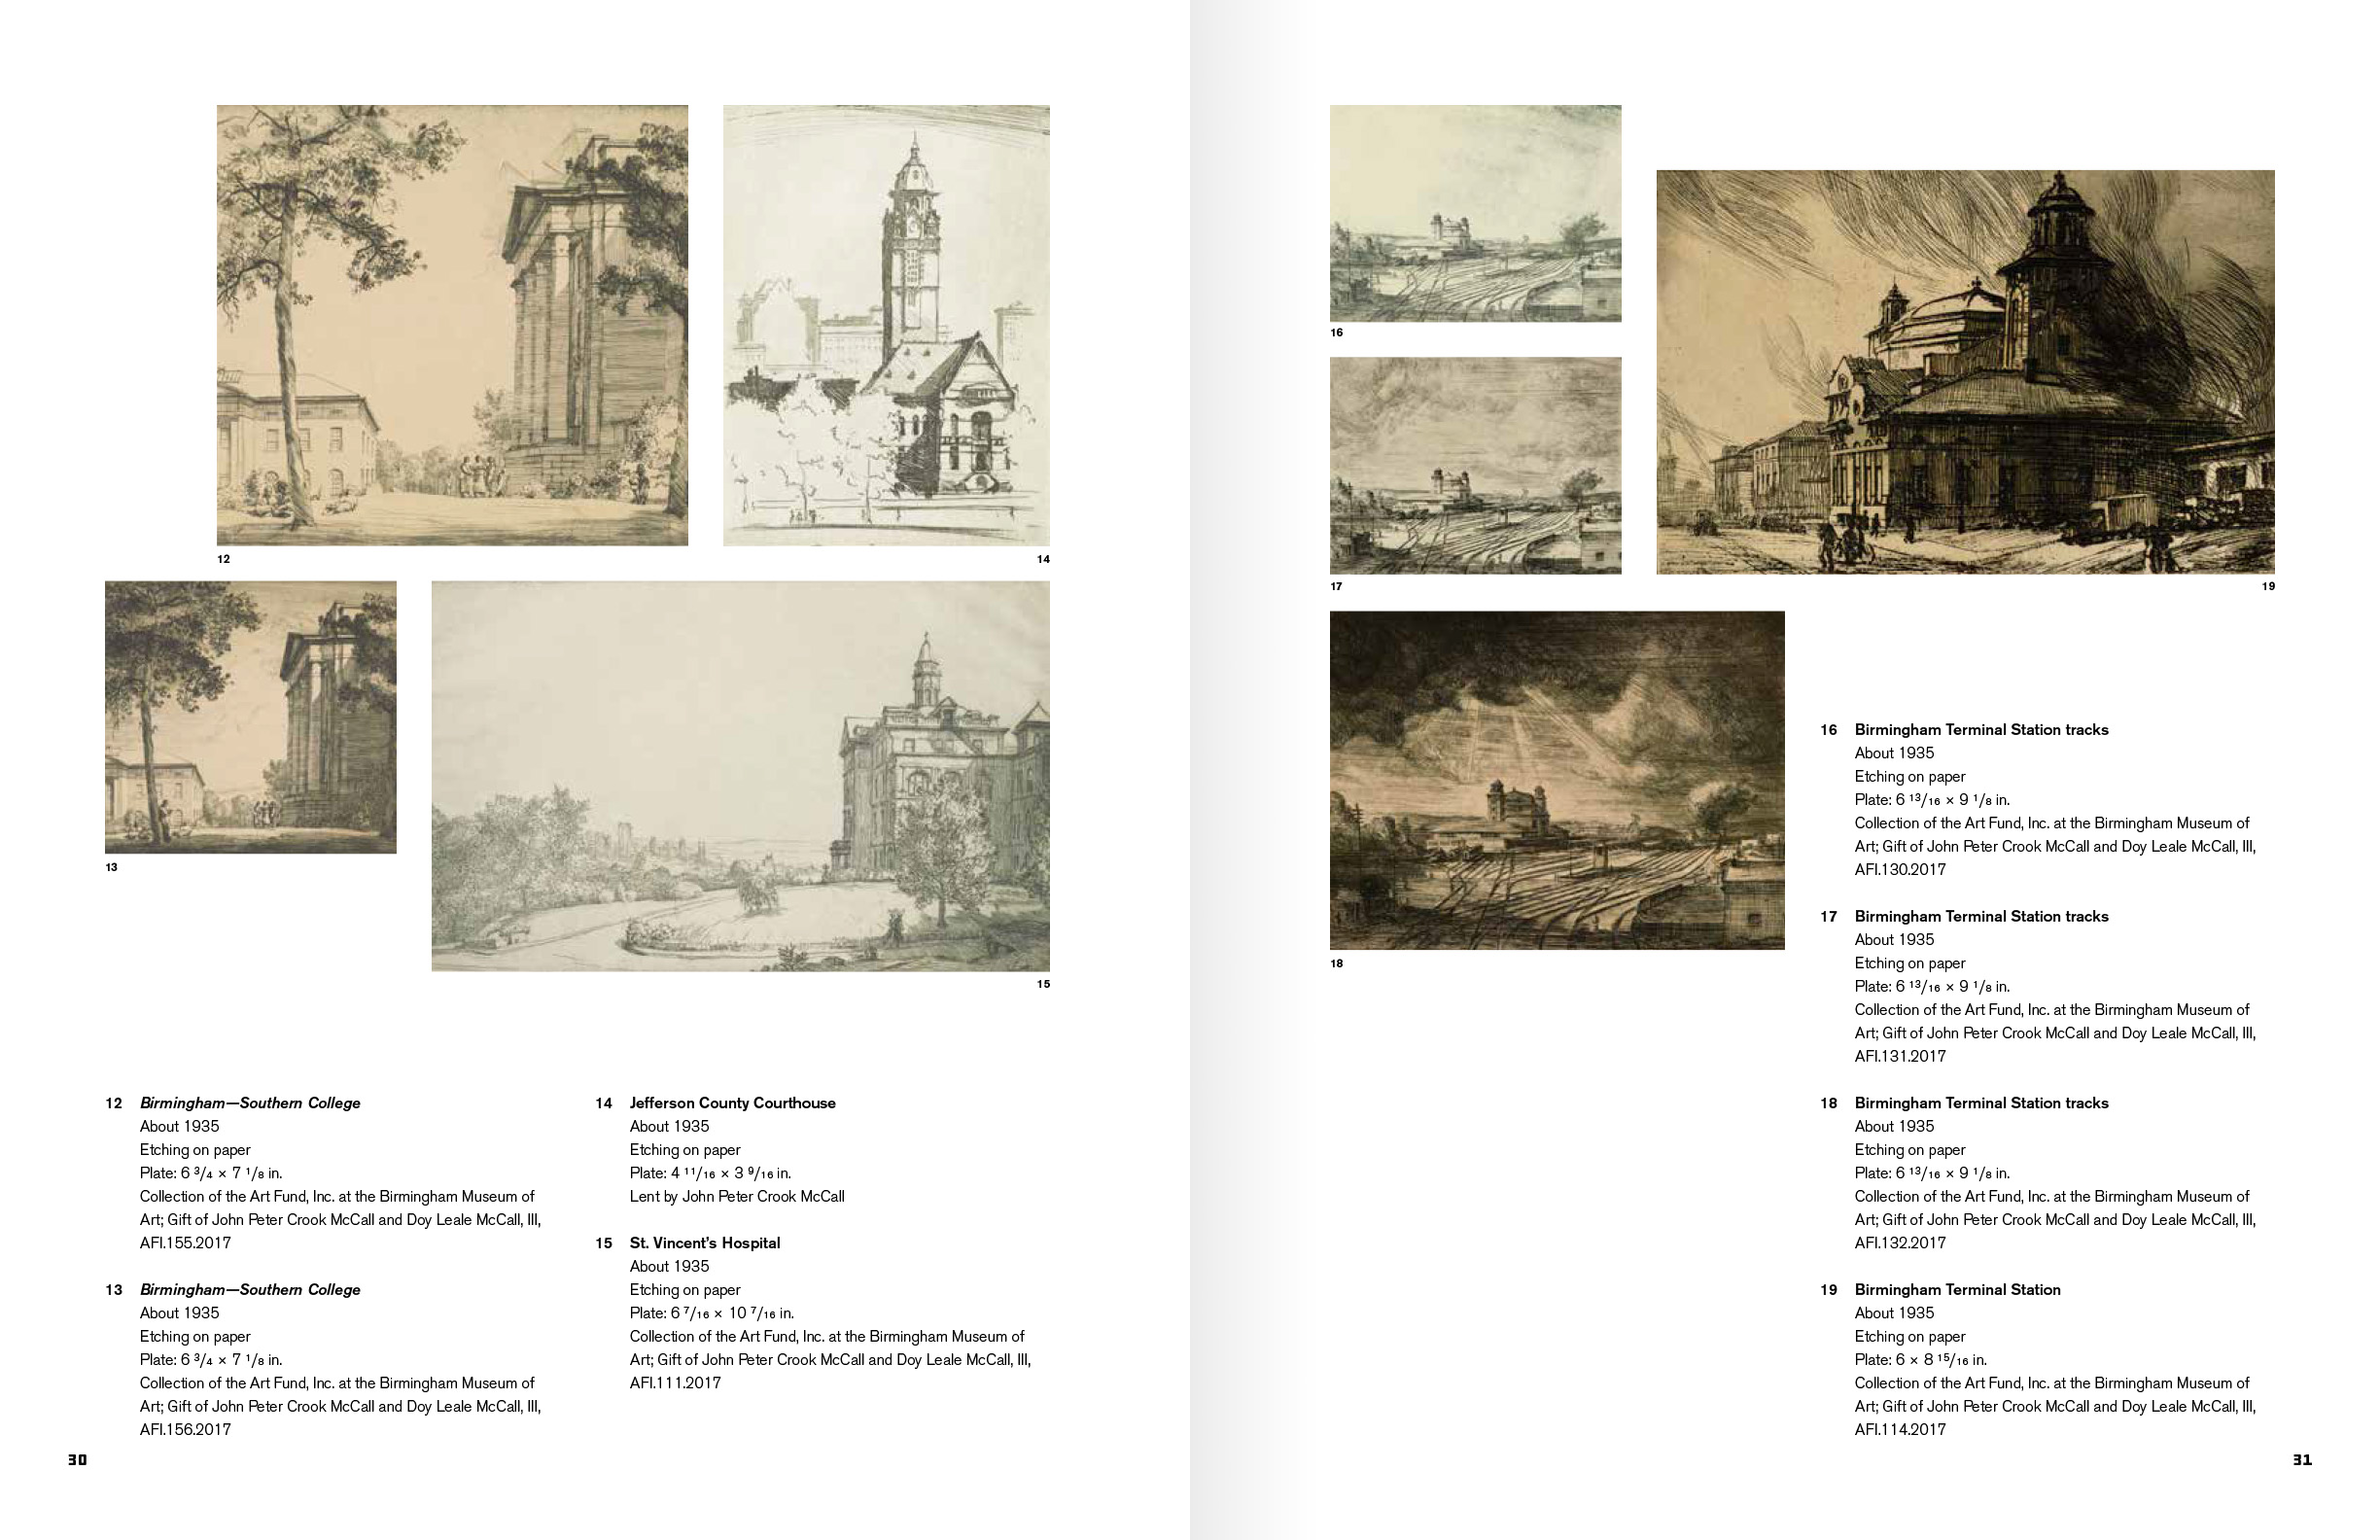 12
14
13
15
12 Birmingham—Southern College
About 1935
Etching on paper
Plate: 6 3/4 × 7 1/8 in.
Collection of the Art Fund, Inc. at the Birmingham Museum of
Art; Gift of John Peter Crook McCall and Doy Leale McCall, III,
AFI.155.2017
13 Birmingham—Southern College
About 1935
Etching on paper
Plate: 6 3/4 × 7 1/8 in.
Collection of the Art Fund, Inc. at the Birmingham Museum of
Art; Gift of John Peter Crook McCall and Doy Leale McCall, III,
AFI.156.2017
14 Jefferson County Courthouse
About 1935
Etching on paper
Plate: 4 11/16 × 3 9/16 in.
Lent by John Peter Crook McCall
15 St. Vincent’s Hospital
About 1935
Etching on paper
Plate: 6 7/16 × 10 7/16 in.
Collection of the Art Fund, Inc. at the Birmingham Museum of
Art; Gift of John Peter Crook McCall and Doy Leale McCall, III,
AFI.111.2017
30
16
17
19
18
16 Birmingham Terminal Station tracks
About 1935
Etching on paper
Plate: 6 13/16 × 9 1/8 in.
Collection of the Art Fund, Inc. at the Birmingham Museum of
Art; Gift of John Peter Crook McCall and Doy Leale McCall, III,
AFI.130.2017
17 Birmingham Terminal Station tracks
About 1935
Etching on paper
Plate: 6 13/16 × 9 1/8 in.
Collection of the Art Fund, Inc. at the Birmingham Museum of
Art; Gift of John Peter Crook McCall and Doy Leale McCall, III,
AFI.131.2017
18 Birmingham Terminal Station tracks
About 1935
Etching on paper
Plate: 6 13/16 × 9 1/8 in.
Collection of the Art Fund, Inc. at the Birmingham Museum of
Art; Gift of John Peter Crook McCall and Doy Leale McCall, III,
AFI.132.2017
19 Birmingham Terminal Station
About 1935
Etching on paper
Plate: 6 × 8 15/16 in.
Collection of the Art Fund, Inc. at the Birmingham Museum of
Art; Gift of John Peter Crook McCall and Doy Leale McCall, III,
AFI.114.2017
31